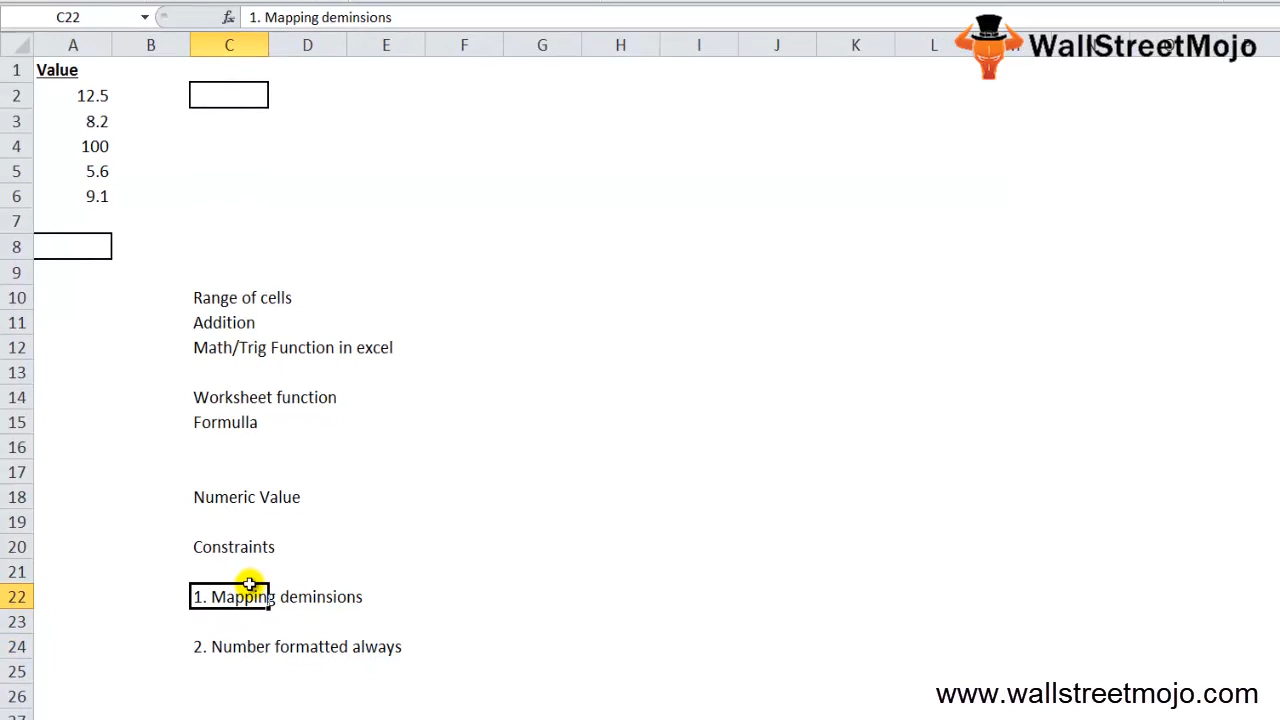 C22 fx 1. Mapping deminsions
A B C D E F G H I J K L
WallStreetMojo
1 Value
2 12.5
3 8.2
4 100
5 5.6
6 9.1
7
8
9
10 Range of cells
11 Addition
12 Math/Trig Function in excel
13
14 Worksheet function
15 Formulla
16
17
18 Numeric Value
19
20 Constraints
21
22 1. Mapping deminsions
23
24 2. Number formatted always
25
26
www.wallstreetmojo.com